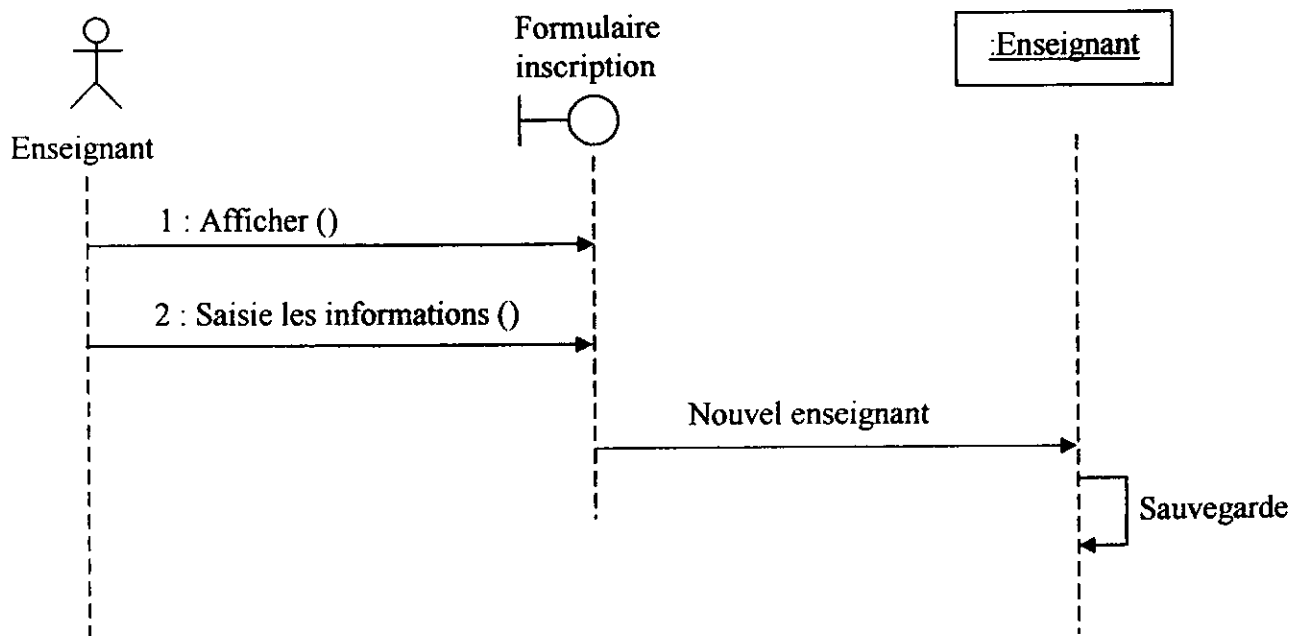 Formulaire
inscription
:Enseignant
Enseignant
1 : Afficher ()
2 : Saisie les informations ()
Nouvel enseignant
Sauvegarde